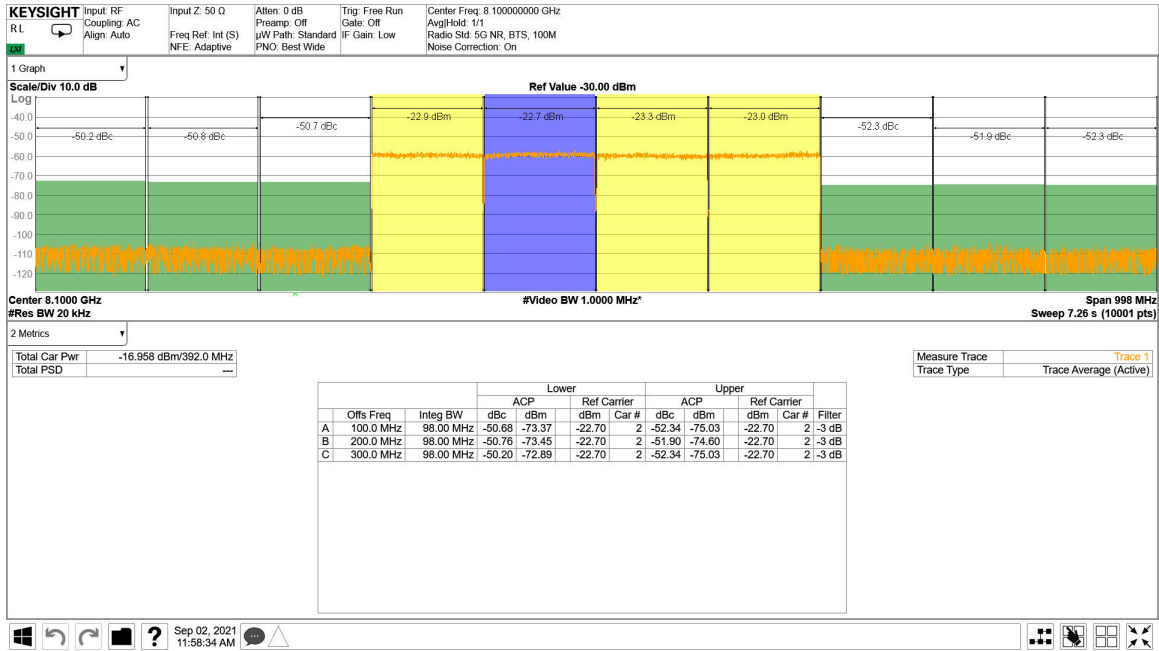 KEYSIGHT Input: RF Input Z: 50 Ω Atten: 0 dB Trig: Free Run Center Freq: 8.100000000 GHz
R L Coupling: AC Preamp: Off Gate: Off Avg|Hold: 1/1
Align: Auto Freq Ref: Int (S) µW Path: Standard IF Gain: Low Radio Std: 5G NR, BTS, 100M
LXI NFE: Adaptive PNO: Best Wide Noise Correction: On
1 Graph
Scale/Div 10.0 dB Ref Value -30.00 dBm
Log
-40.0 -22.9 dBm -22.7 dBm -23.3 dBm -23.0 dBm
-50.7 dBc -52.3 dBc
-50.0 -50.2 dBc -50.8 dBc -51.9 dBc -52.3 dBc
-60.0
-70.0
-80.0
-90.0
-100
-110
-120
Center 8.1000 GHz #Video BW 1.0000 MHz* Span 998 MHz
#Res BW 20 kHz Sweep 7.26 s (10001 pts)
2 Metrics
Total Car Pwr -16.958 dBm/392.0 MHz Measure Trace Trace 1
Total PSD --- Trace Type Trace Average (Active)
Lower Upper
ACP Ref Carrier ACP Ref Carrier
Offs Freq Integ BW dBc dBm dBm Car # dBc dBm dBm Car # Filter
A 100.0 MHz 98.00 MHz -50.68 -73.37 -22.70 2 -52.34 -75.03 -22.70 2 -3 dB
B 200.0 MHz 98.00 MHz -50.76 -73.45 -22.70 2 -51.90 -74.60 -22.70 2 -3 dB
C 300.0 MHz 98.00 MHz -50.20 -72.89 -22.70 2 -52.34 -75.03 -22.70 2 -3 dB
? Sep 02, 2021
11:58:34 AM